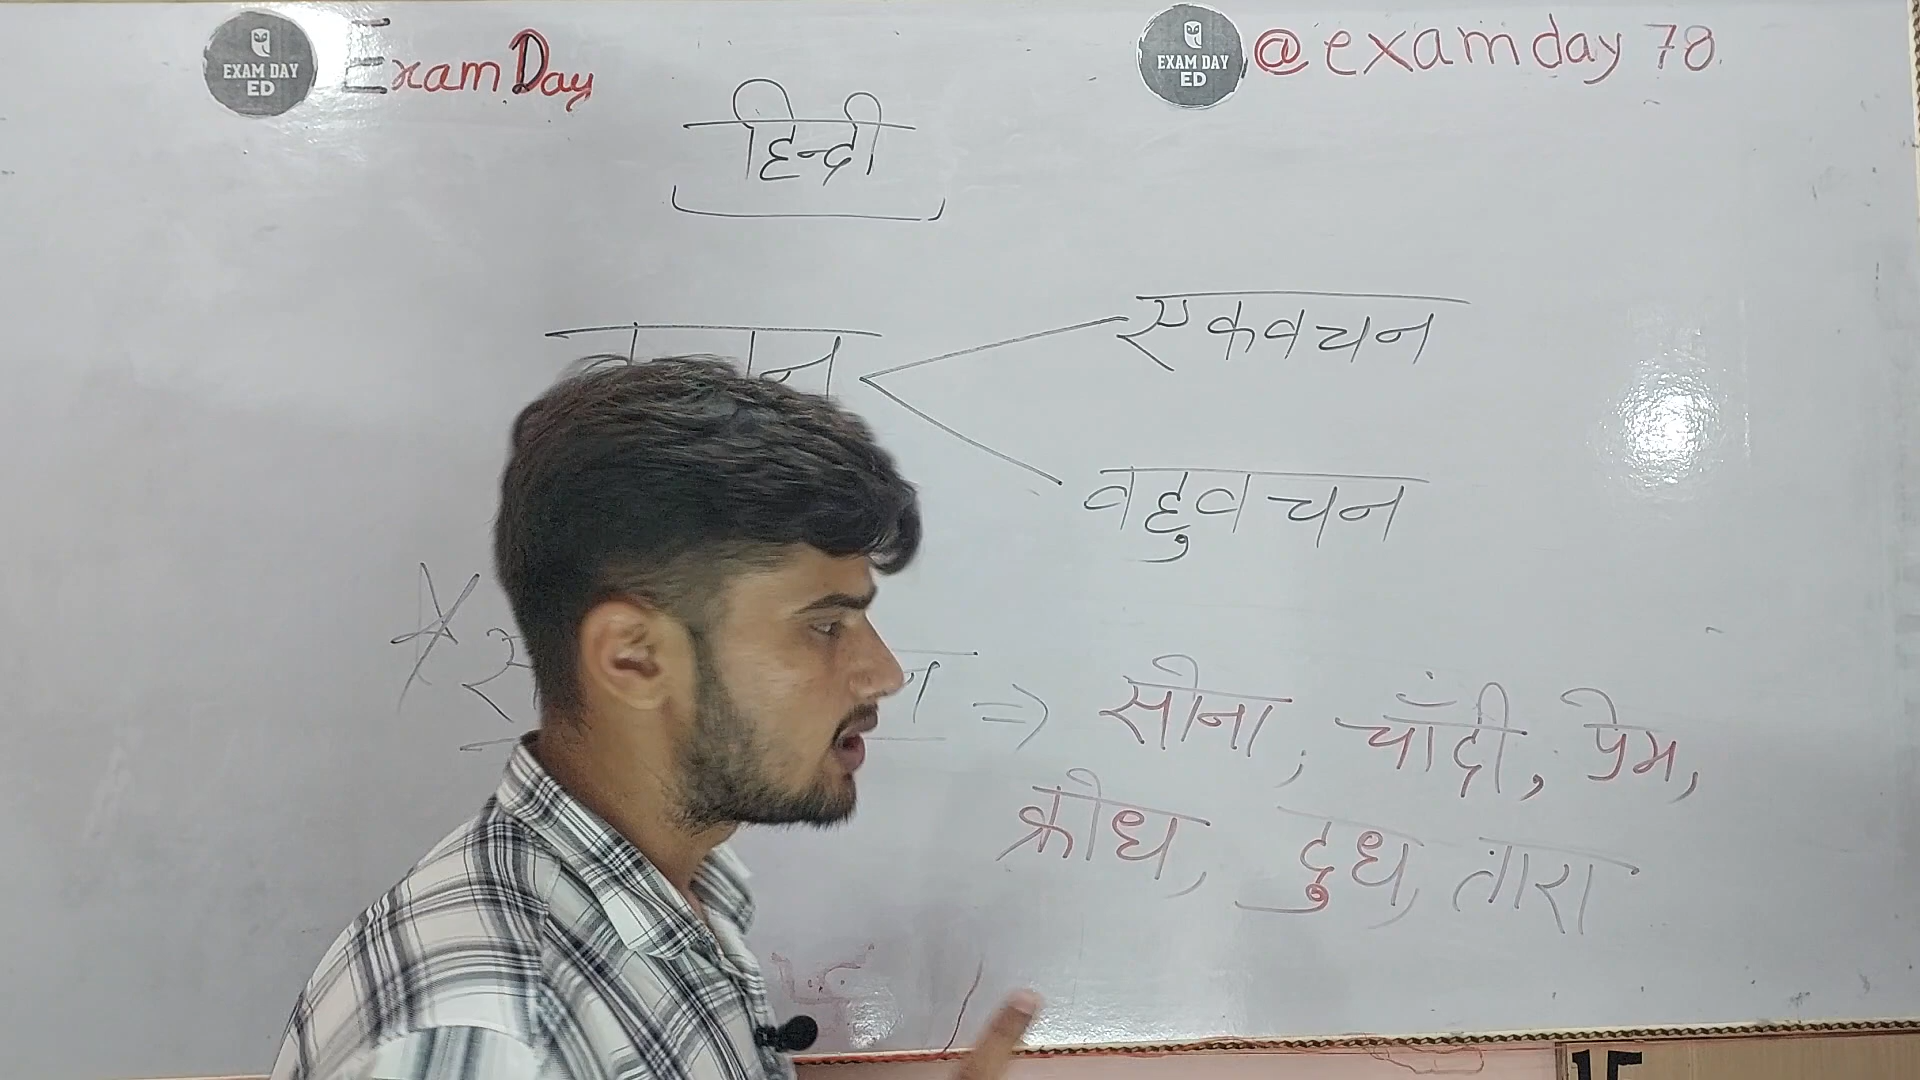 EXAM DAY
ED
Exam Day
EXAM DAY
ED
@examday 78
हिन्दी
एकवचन
बहुवचन
⇒ सोना, चाँदी, प्रेम,
क्रोध, दुध, तारा